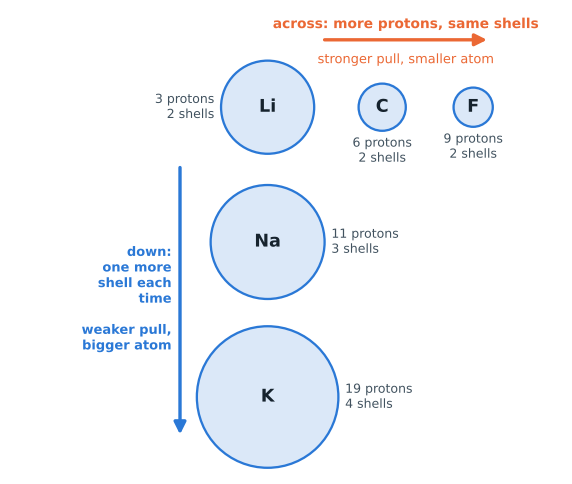 across: more protons, same shells
stronger pull, smaller atom
3 protons
2 shells
Li
C
F
6 protons
2 shells
9 protons
2 shells
Na
11 protons
3 shells
down:
one more
shell each
time
weaker pull,
bigger atom
K
19 protons
4 shells